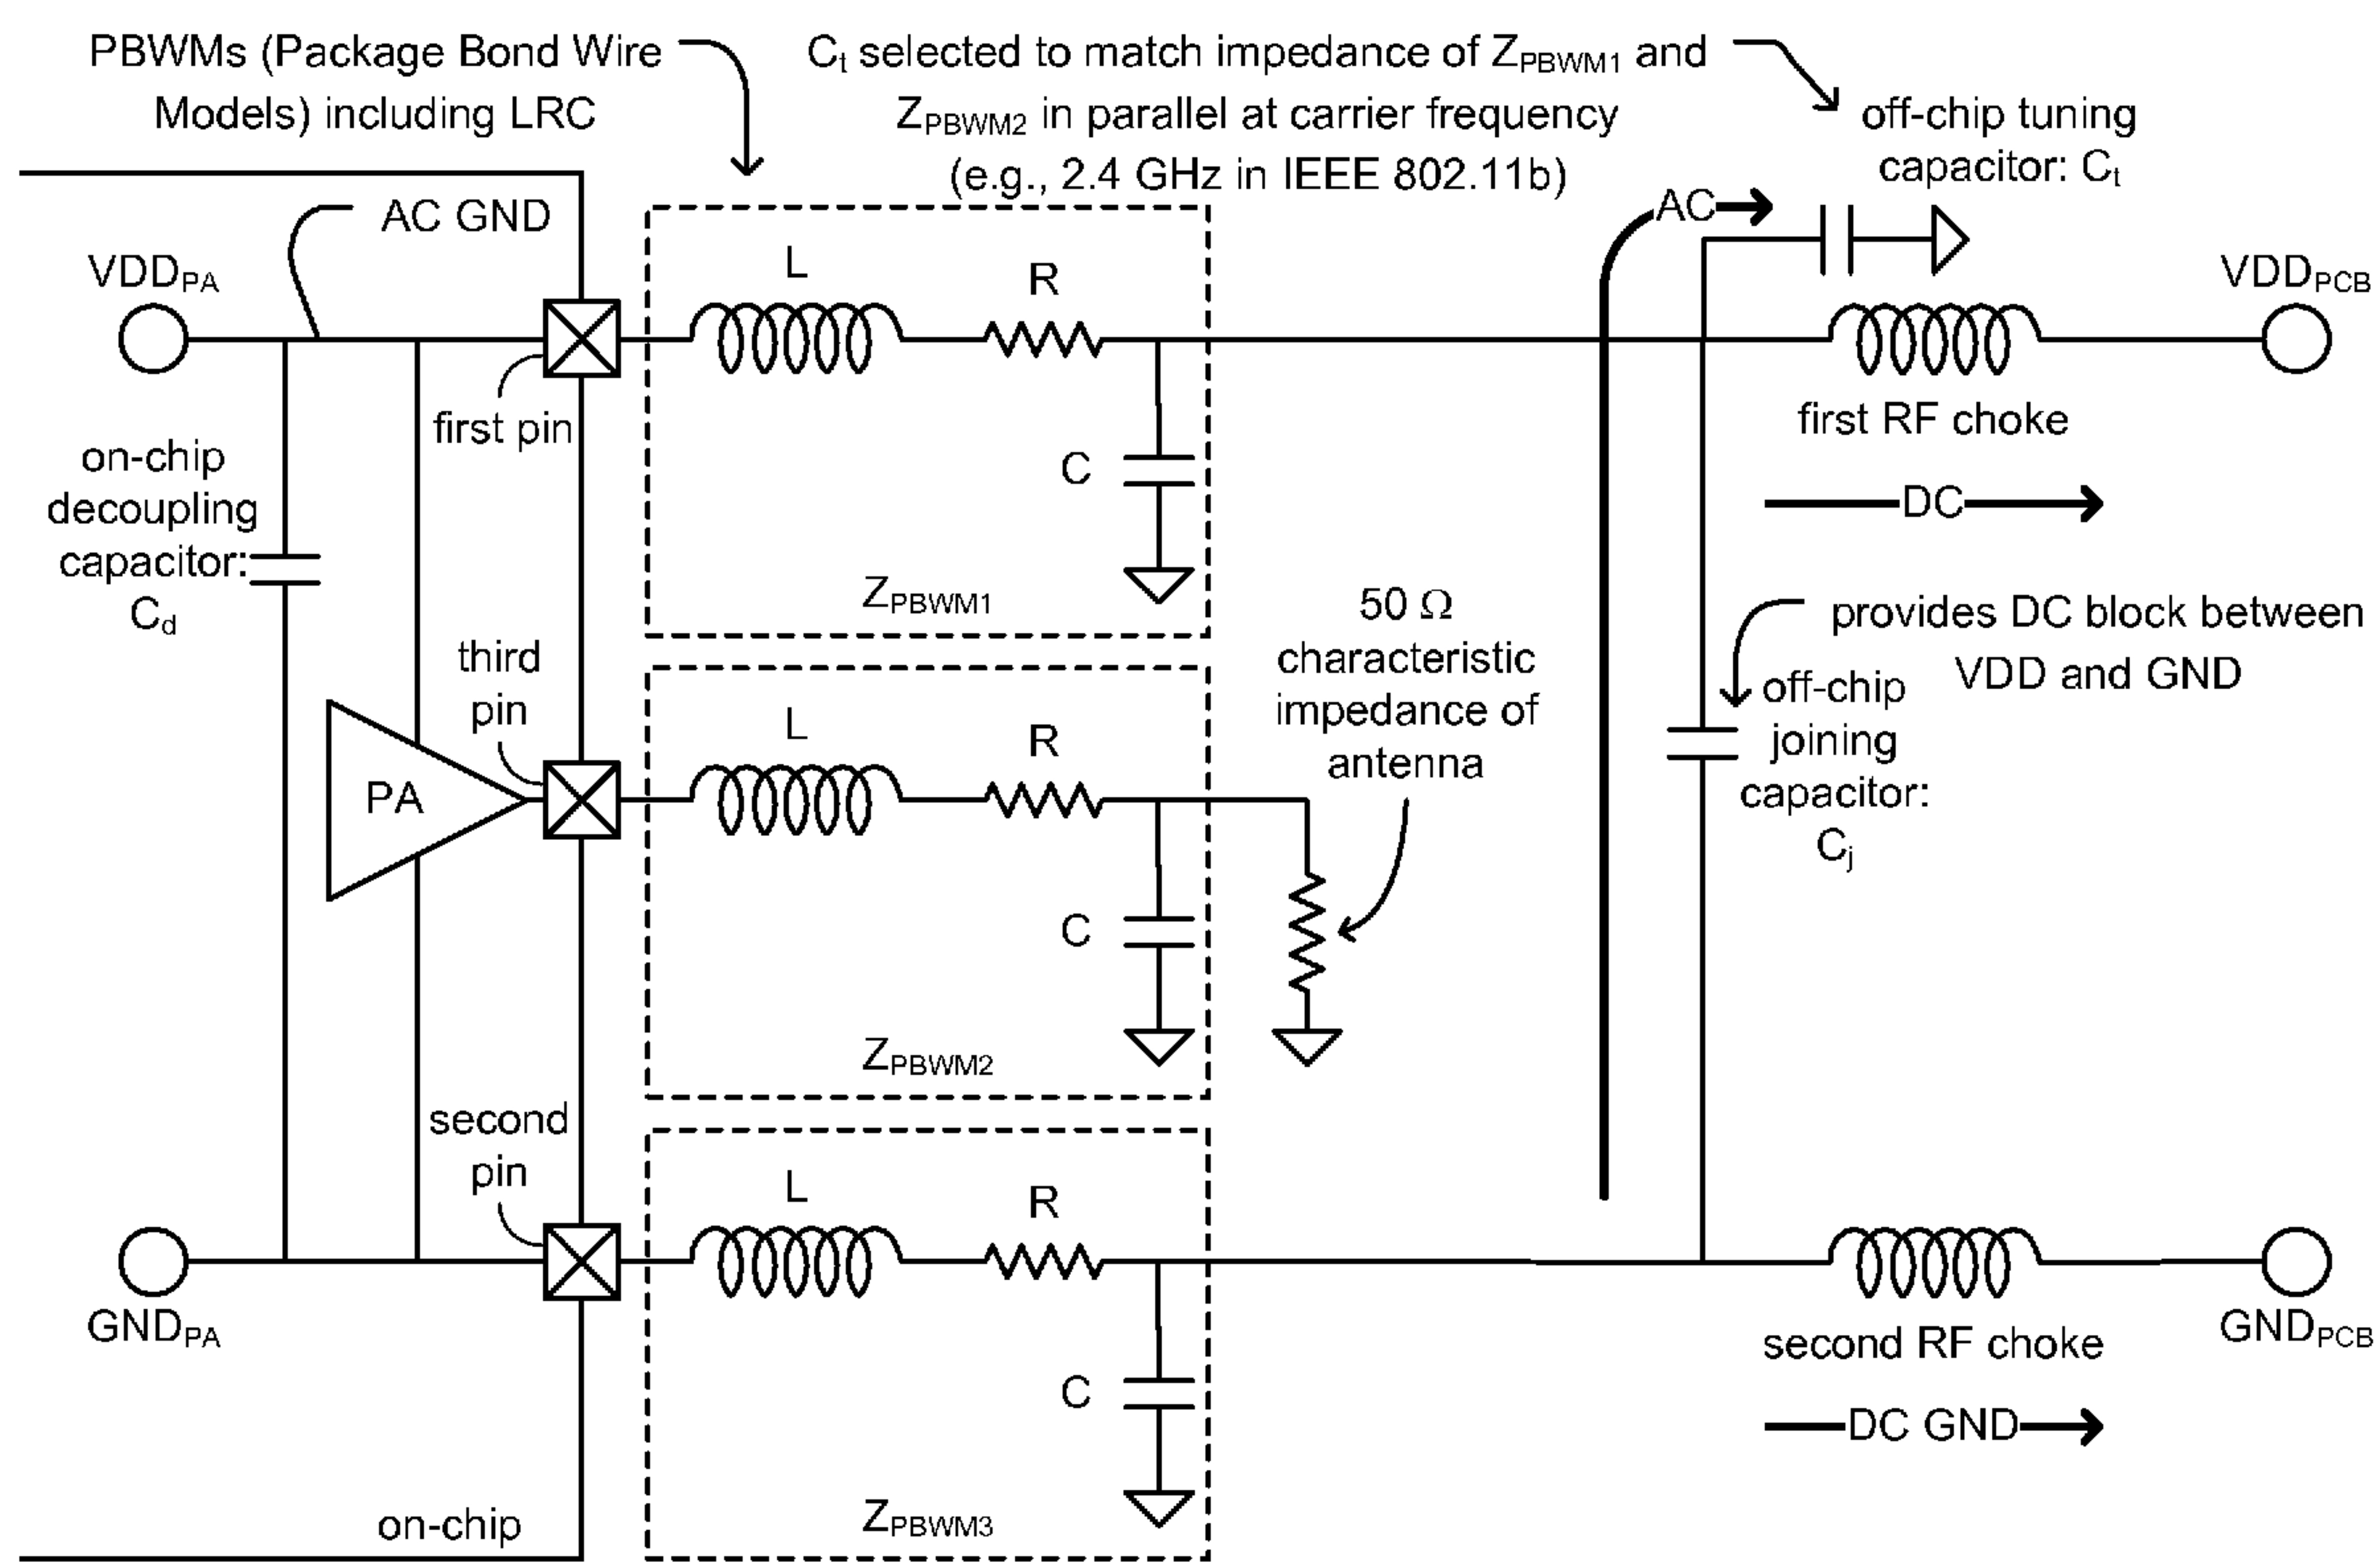 PBWMs (Package Bond Wire
Models) including LRC
C_t selected to match impedance of Z_PBWM1 and
Z_PBWM2 in parallel at carrier frequency
(e.g., 2.4 GHz in IEEE 802.11b)
off-chip tuning
capacitor: C_t
AC GND
AC
VDD_PA
L
R
VDD_PCB
first pin
C
first RF choke
DC
on-chip
decoupling
capacitor:
C_d
Z_PBWM1
50 Ω
characteristic
impedance of
antenna
provides DC block between
VDD and GND
off-chip
joining
capacitor:
C_j
third
pin
L
R
PA
C
Z_PBWM2
second
pin
L
R
GND_PA
C
second RF choke
GND_PCB
DC GND
on-chip
Z_PBWM3